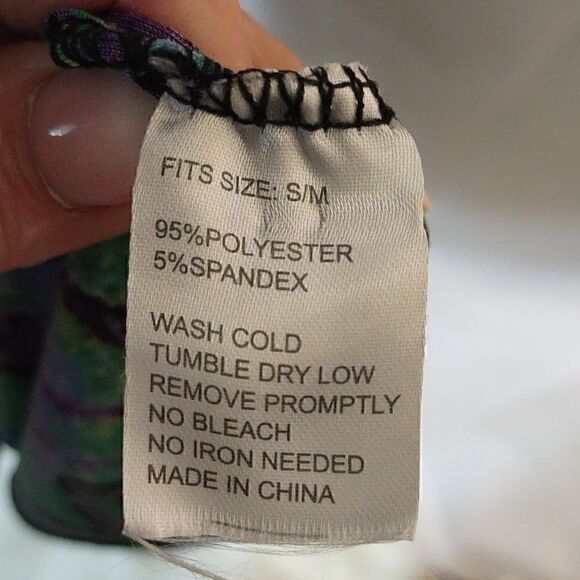 FITS SIZE: S/M
95%POLYESTER
5%SPANDEX
WASH COLD
TUMBLE DRY LOW
REMOVE PROMPTLY
NO BLEACH
NO IRON NEEDED
MADE IN CHINA